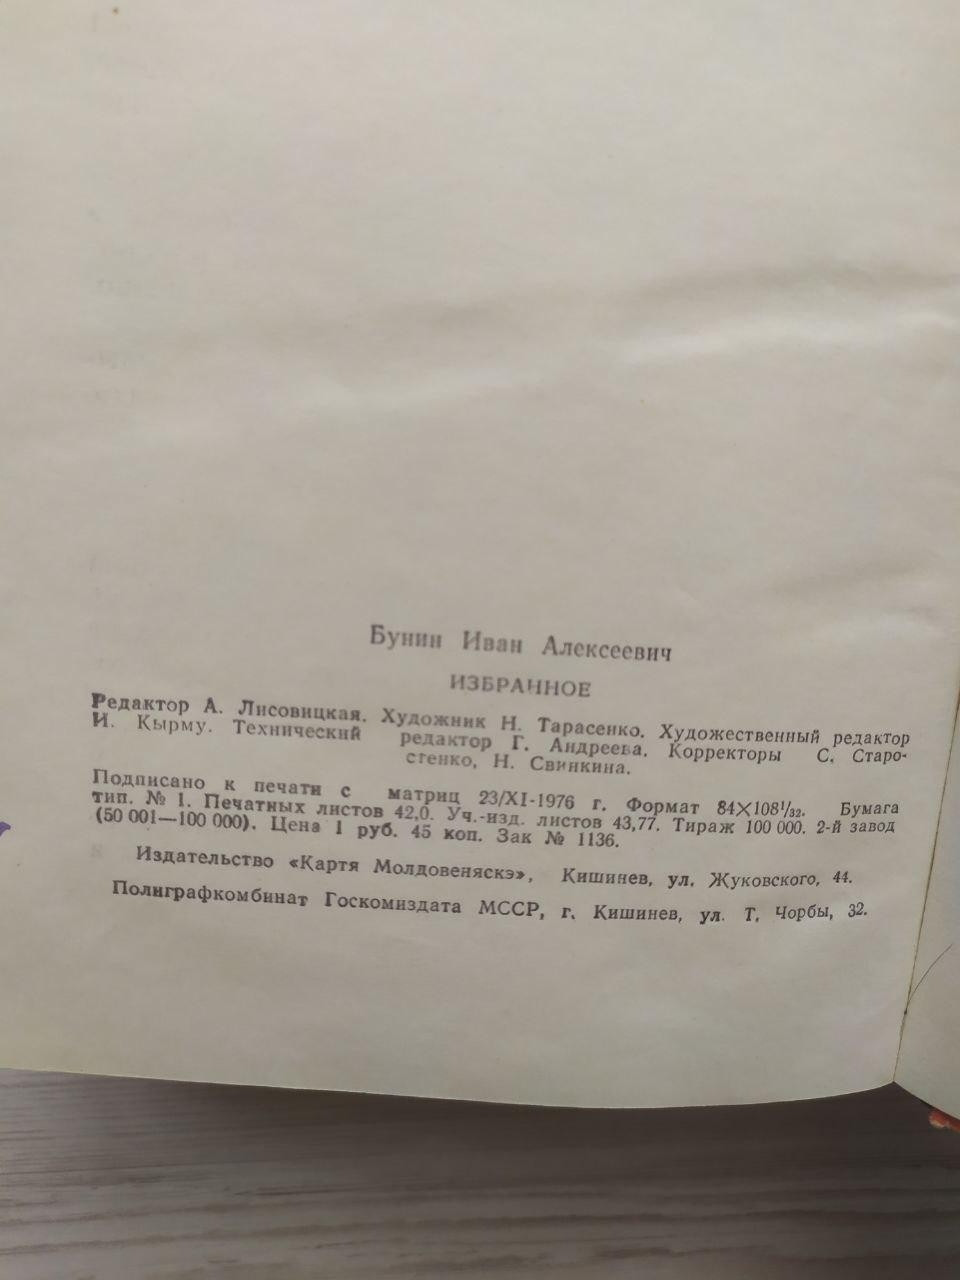 Бунин Иван Алексеевич
ИЗБРАННОЕ
Редактор А. Лисовицкая. Художник Н. Тарасенко. Художественный редактор
И. Кырму. Технический редактор Г. Андреева. Корректоры С. Старо-
стенко, Н. Свинкина.
Подписано к печати с матриц 23/XI-1976 г. Формат 84×108¹/₃₂. Бумага
тип. № 1. Печатных листов 42,0. Уч.-изд. листов 43,77. Тираж 100 000. 2-й завод
(50 001—100 000). Цена 1 руб. 45 коп. Зак № 1136.
Издательство «Картя Молдовеняскэ», Кишинев, ул. Жуковского, 44.
Полиграфкомбинат Госкомиздата МССР, г. Кишинев, ул. Т. Чорбы, 32.